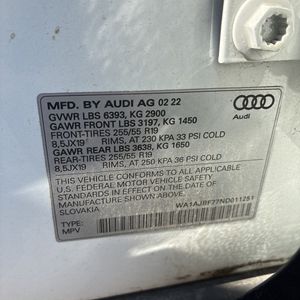 MFD. BY AUDI AG 02 22
GVWR LBS 6393, KG 2900
GAWR FRONT LBS 3197, KG 1450
FRONT-TIRES 255/55 R19
8,5JX19 RIMS, AT 230 KPA 33 PSI COLD
GAWR REAR LBS 3638, KG 1650
REAR-TIRES 255/55 R19
8,5JX19 RIMS, AT 250 KPA 36 PSI COLD
THIS VEHICLE CONFORMS TO ALL APPLICABLE
U.S. FEDERAL MOTOR VEHICLE SAFETY
STANDARDS IN EFFECT ON THE DATE OF
MANUFACTURE SHOWN ABOVE
SLOVAKIA
TYPE:
MPV
Audi